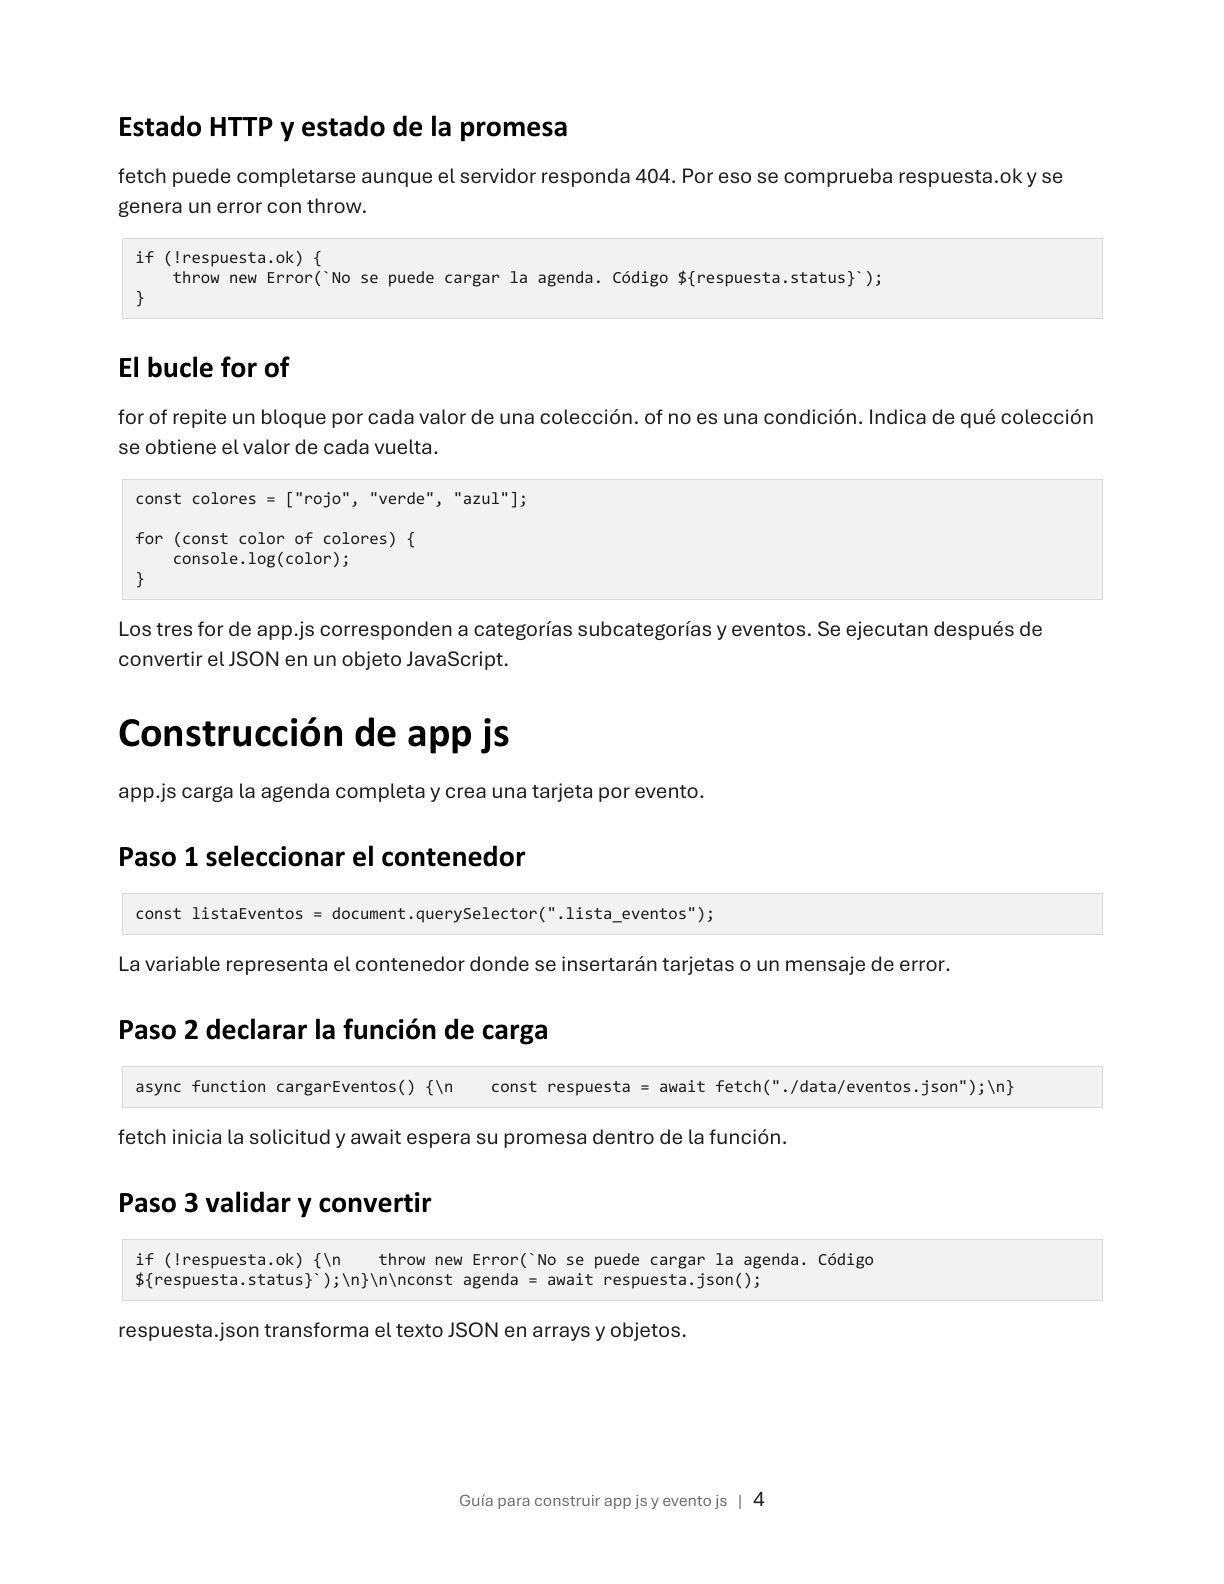 Estado HTTP y estado de la promesa
fetch puede completarse aunque el servidor responda 404. Por eso se comprueba respuesta.ok y se
genera un error con throw.
if (!respuesta.ok) {
    throw new Error(`No se puede cargar la agenda. Código ${respuesta.status}`);
}
El bucle for of
for of repite un bloque por cada valor de una colección. of no es una condición. Indica de qué colección
se obtiene el valor de cada vuelta.
const colores = ["rojo", "verde", "azul"];
for (const color of colores) {
    console.log(color);
}
Los tres for de app.js corresponden a categorías subcategorías y eventos. Se ejecutan después de
convertir el JSON en un objeto JavaScript.
Construcción de app js
app.js carga la agenda completa y crea una tarjeta por evento.
Paso 1 seleccionar el contenedor
const listaEventos = document.querySelector(".lista_eventos");
La variable representa el contenedor donde se insertarán tarjetas o un mensaje de error.
Paso 2 declarar la función de carga
async function cargarEventos() {\n    const respuesta = await fetch("./data/eventos.json");\n}
fetch inicia la solicitud y await espera su promesa dentro de la función.
Paso 3 validar y convertir
if (!respuesta.ok) {\n    throw new Error(`No se puede cargar la agenda. Código
${respuesta.status}`);\n}\n\nconst agenda = await respuesta.json();
respuesta.json transforma el texto JSON en arrays y objetos.
Guía para construir app js y evento js | 4